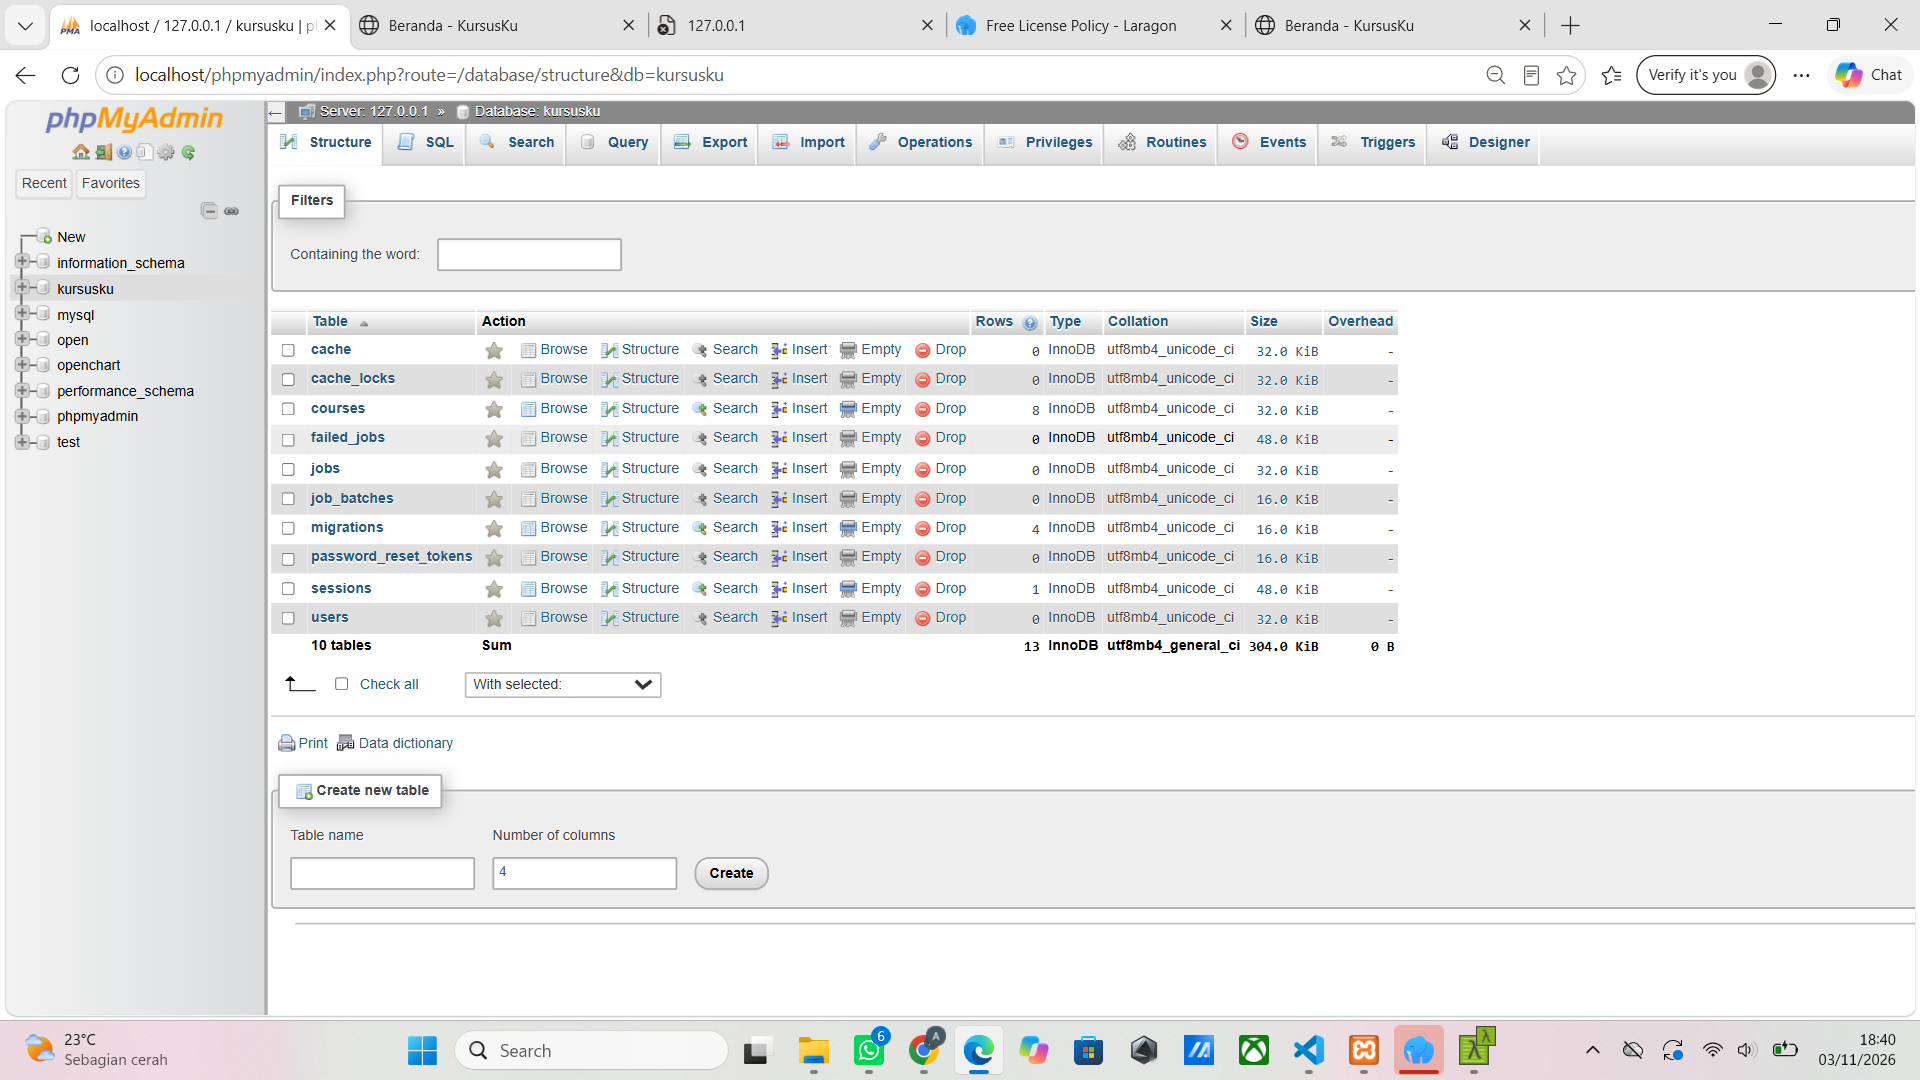 localhost / 127.0.0.1 / kursusku | p
Beranda - KursusKu
127.0.0.1
Free License Policy - Laragon
Beranda - KursusKu
localhost/phpmyadmin/index.php?route=/database/structure&db=kursusku
Verify it's you
Chat
phpMyAdmin
Recent
Favorites
New
information_schema
kursusku
mysql
open
openchart
performance_schema
phpmyadmin
test
Server: 127.0.0.1 » Database: kursusku
Structure SQL Search Query Export Import Operations Privileges Routines Events Triggers Designer
Filters
Containing the word:
Table Action Rows Type Collation Size Overhead
cache Browse Structure Search Insert Empty Drop 0 InnoDB utf8mb4_unicode_ci 32.0 KiB -
cache_locks Browse Structure Search Insert Empty Drop 0 InnoDB utf8mb4_unicode_ci 32.0 KiB -
courses Browse Structure Search Insert Empty Drop 8 InnoDB utf8mb4_unicode_ci 32.0 KiB -
failed_jobs Browse Structure Search Insert Empty Drop 0 InnoDB utf8mb4_unicode_ci 48.0 KiB -
jobs Browse Structure Search Insert Empty Drop 0 InnoDB utf8mb4_unicode_ci 32.0 KiB -
job_batches Browse Structure Search Insert Empty Drop 0 InnoDB utf8mb4_unicode_ci 16.0 KiB -
migrations Browse Structure Search Insert Empty Drop 4 InnoDB utf8mb4_unicode_ci 16.0 KiB -
password_reset_tokens Browse Structure Search Insert Empty Drop 0 InnoDB utf8mb4_unicode_ci 16.0 KiB -
sessions Browse Structure Search Insert Empty Drop 1 InnoDB utf8mb4_unicode_ci 48.0 KiB -
users Browse Structure Search Insert Empty Drop 0 InnoDB utf8mb4_unicode_ci 32.0 KiB -
10 tables Sum 13 InnoDB utf8mb4_general_ci 304.0 KiB 0 B
Check all
With selected:
Print
Data dictionary
Create new table
Table name
Number of columns
4
Create
23°C
Sebagian cerah
Search
6
A
18:40
03/11/2026